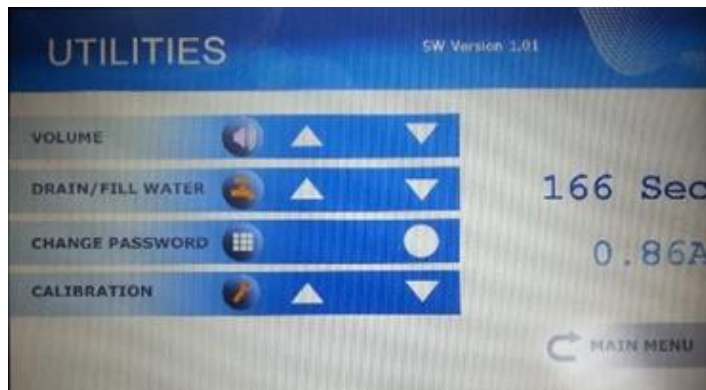 UTILITIES
SW Version 1.01
VOLUME
DRAIN/FILL WATER
CHANGE PASSWORD
CALIBRATION
166 Sec
0.86A
MAIN MENU